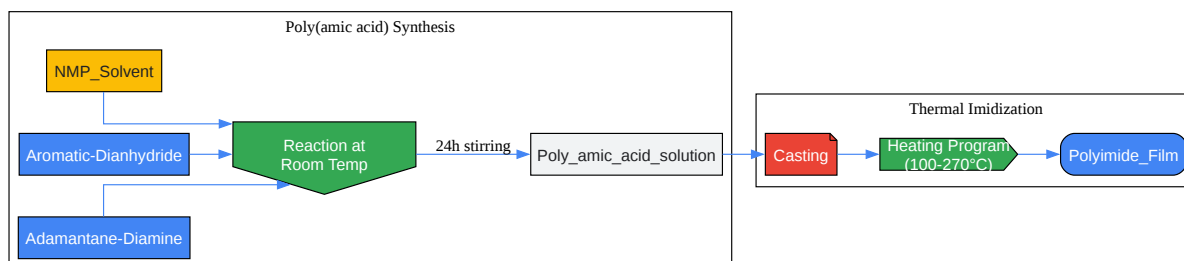 Poly(amic acid) Synthesis
NMP_Solvent
Aromatic-Dianhydride
Adamantane-Diamine
Reaction at
Room Temp
24h stirring
Poly_amic_acid_solution
Thermal Imidization
Casting
Heating Program
(100-270°C)
Polyimide_Film